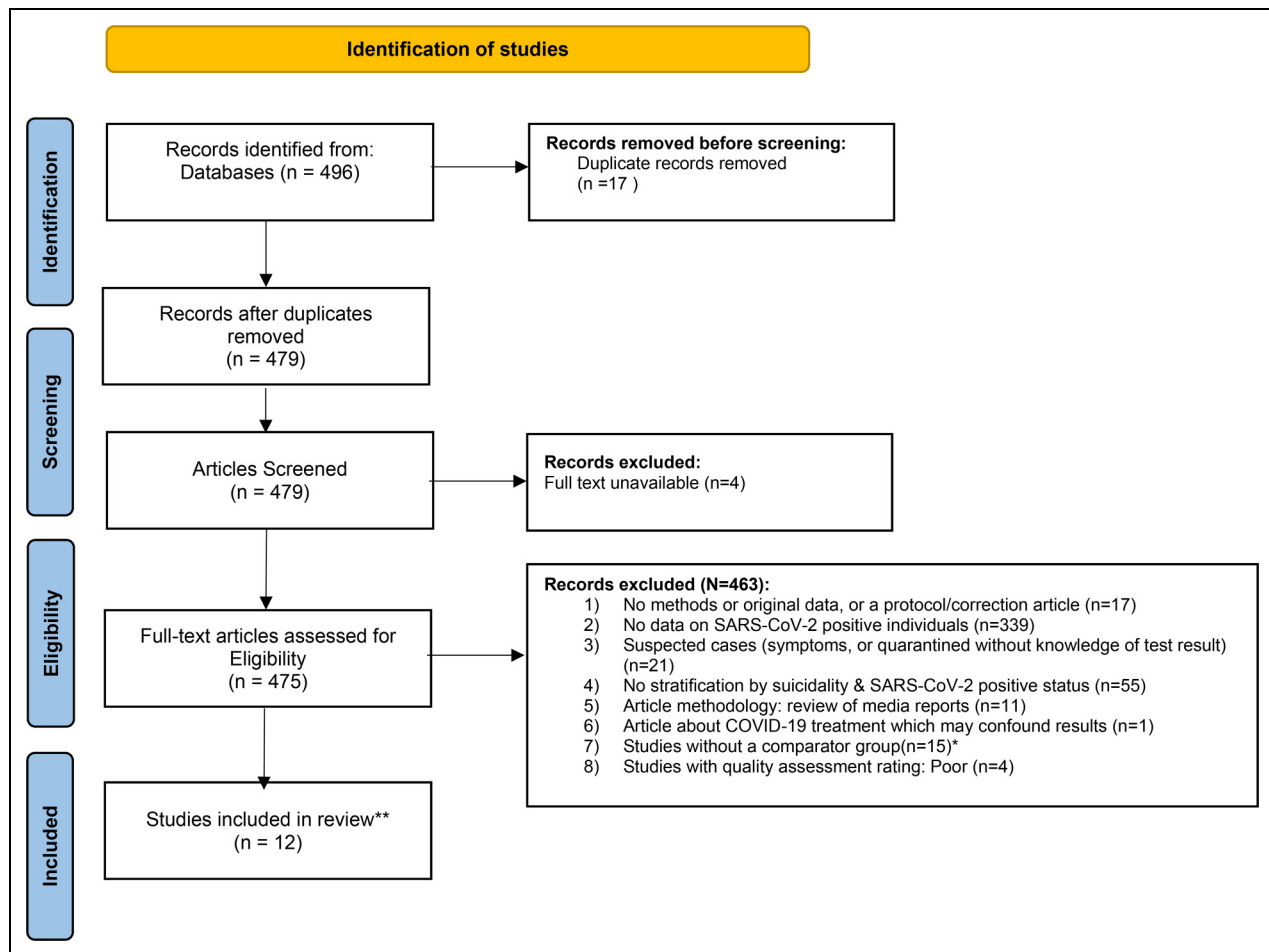 Identification of studies
Identification
Records identified from:
Databases (n = 496)
Records removed before screening:
Duplicate records removed
(n =17 )
Records after duplicates
removed
(n = 479)
Screening
Articles Screened
(n = 479)
Records excluded:
Full text unavailable (n=4)
Eligibility
Full-text articles assessed for
Eligibility
(n = 475)
Records excluded (N=463):
1) No methods or original data, or a protocol/correction article (n=17)
2) No data on SARS-CoV-2 positive individuals (n=339)
3) Suspected cases (symptoms, or quarantined without knowledge of test result)
(n=21)
4) No stratification by suicidality & SARS-CoV-2 positive status (n=55)
5) Article methodology: review of media reports (n=11)
6) Article about COVID-19 treatment which may confound results (n=1)
7) Studies without a comparator group(n=15)*
8) Studies with quality assessment rating: Poor (n=4)
Included
Studies included in review**
(n = 12)